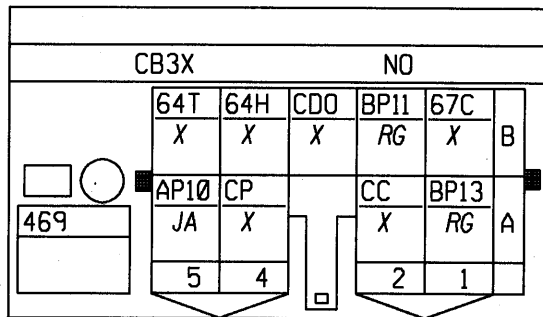 CB3X NO
64T 64H CDO BP11 67C
X X X RG X B
AP10 CP CC BP13
469 JA X X RG A
5 4 2 1